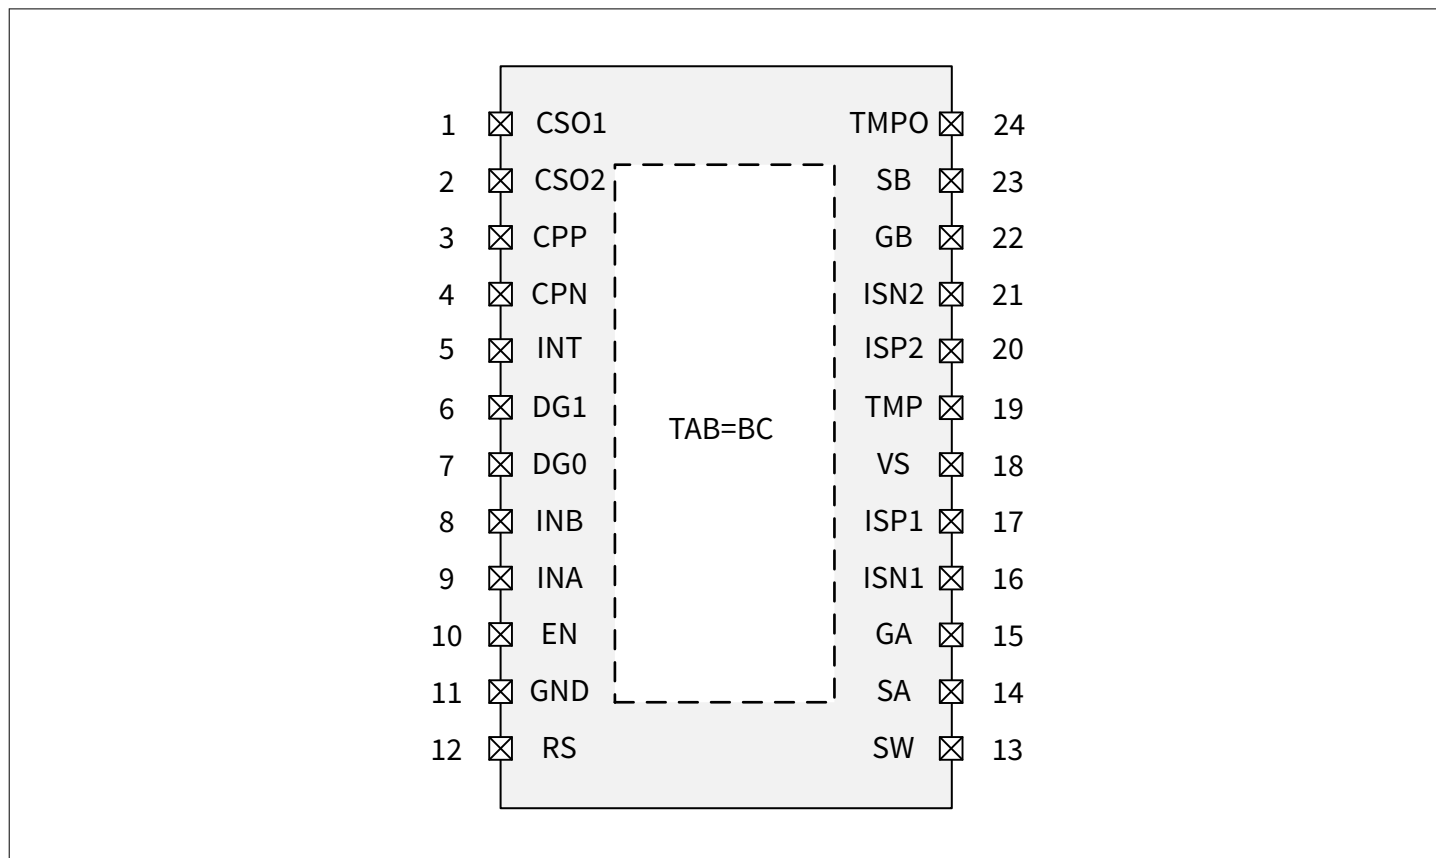 1 CSO1 TMPO 24
2 CSO2 SB 23
3 CPP GB 22
4 CPN ISN2 21
5 INT ISP2 20
6 DG1 TMP 19
TAB=BC
7 DG0 VS 18
8 INB ISP1 17
9 INA ISN1 16
10 EN GA 15
11 GND SA 14
12 RS SW 13